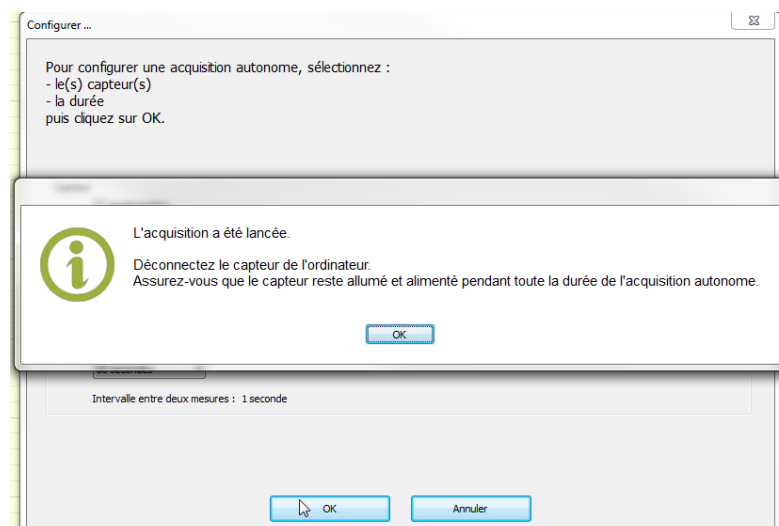 Configurer ...
Pour configurer une acquisition autonome, sélectionnez :
- le(s) capteur(s)
- la durée
puis cliquez sur OK.
L'acquisition a été lancée.
Déconnectez le capteur de l'ordinateur.
Assurez-vous que le capteur reste allumé et alimenté pendant toute la durée de l'acquisition autonome.
OK
Intervalle entre deux mesures : 1 seconde
OK
Annuler